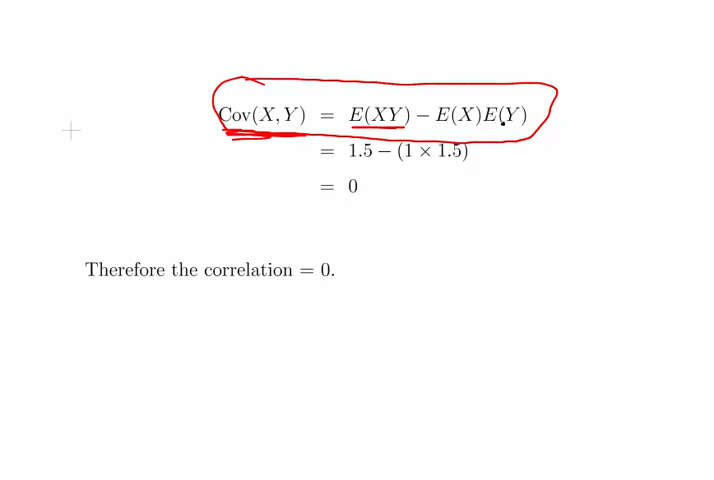 Cov(X, Y) = E(XY) − E(X)E(Y)
= 1.5 − (1 × 1.5)
= 0
Therefore the correlation = 0.